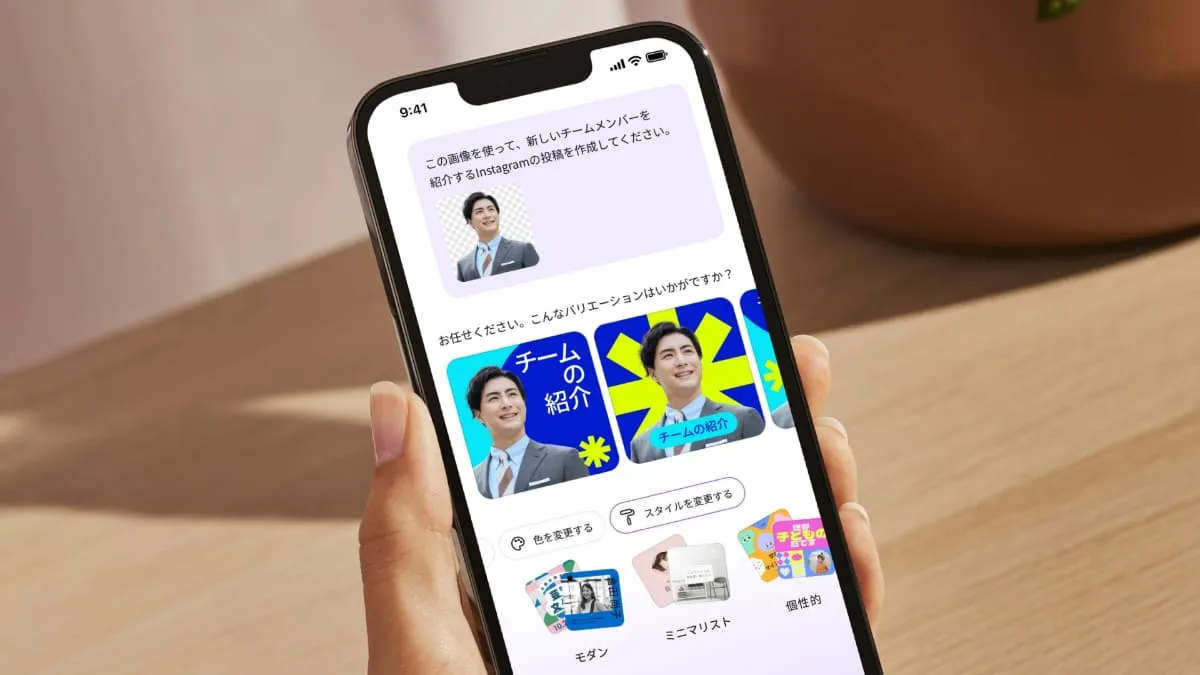 9:41
この画像を使って、新しいチームメンバーを
紹介するInstagramの投稿を作成してください。
お任せください。こんなバリエーションはいかがですか？
チーム
の
紹介
チームの紹介
色を変更する
スタイルを変更する
子どもの
モダン
ミニマリスト
個性的